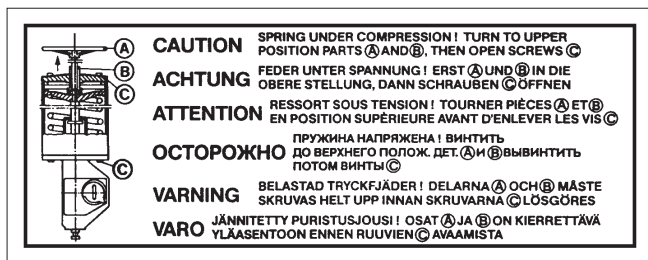 A
B
C
C
CAUTION
SPRING UNDER COMPRESSION! TURN TO UPPER
POSITION PARTS Ⓐ AND Ⓑ, THEN OPEN SCREWS Ⓒ
ACHTUNG
FEDER UNTER SPANNUNG! ERST Ⓐ UND Ⓑ IN DIE
OBERE STELLUNG, DANN SCHRAUBEN Ⓒ ÖFFNEN
ATTENTION
RESSORT SOUS TENSION! TOURNER PIÈCES Ⓐ ET Ⓑ
EN POSITION SUPÈRIEURE AVANT D'ENLEVER LES VIS Ⓒ
ОСТОРОЖНО
ПРУЖИНА НАПРЯЖЕНА! ВИНТИТЬ
ДО ВЕРХНЕГО ПОЛОЖ. ДЕТ. Ⓐ И Ⓑ ВЫВИНТИТЬ
ПОТОМ ВИНТЫ Ⓒ
VARNING
BELASTAD TRYCKFJÄDER! DELARNA Ⓐ OCH Ⓑ MÅSTE
SKRUVAS HELT UPP INNAN SKRUVARNA Ⓒ LÖSGÖRES
VARO
JÄNNITETTY PURISTUSJOUSI! OSAT Ⓐ JA Ⓑ ON KIERRETTÄVÄ
YLÄASENTOON ENNEN RUUVIEN Ⓒ AVAAMISTA